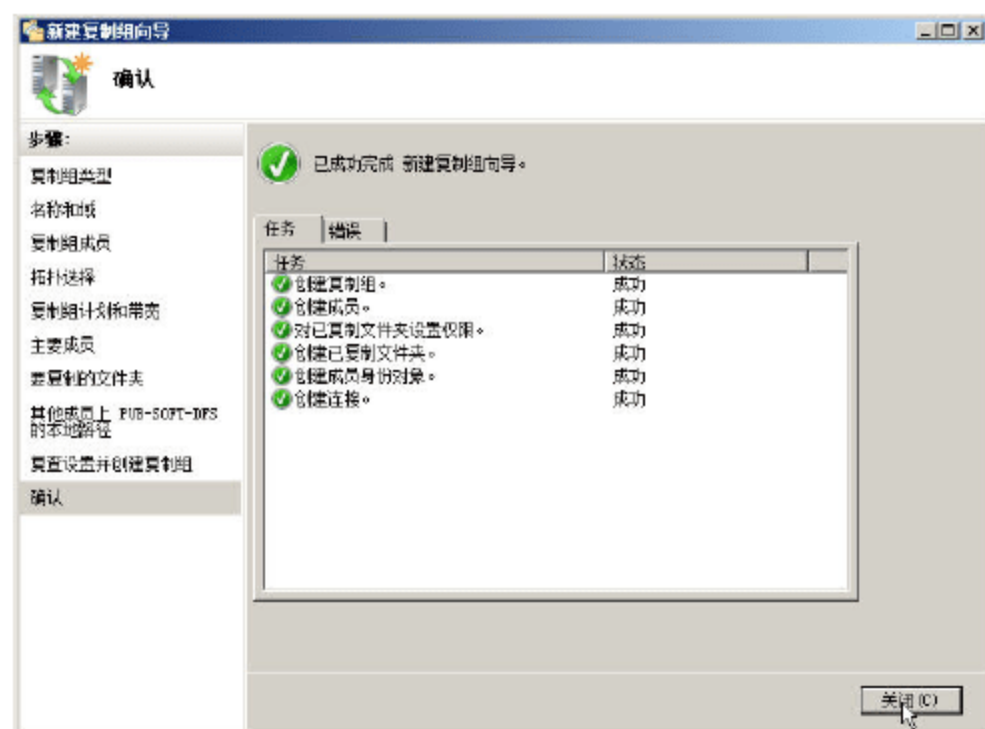 新建复制组向导
确认
步骤:
复制组类型
名称和域
复制组成员
拓扑选择
复制组计划和带宽
主要成员
要复制的文件夹
其他成员上 PUB-SOFT-DFS
的本地路径
复查设置并创建复制组
确认
已成功完成 新建复制组向导。
任务 错误
任务 状态
创建复制组。 成功
创建成员。 成功
对已复制文件夹设置权限。 成功
创建已复制文件夹。 成功
创建成员身份对象。 成功
创建连接。 成功
关闭(C)